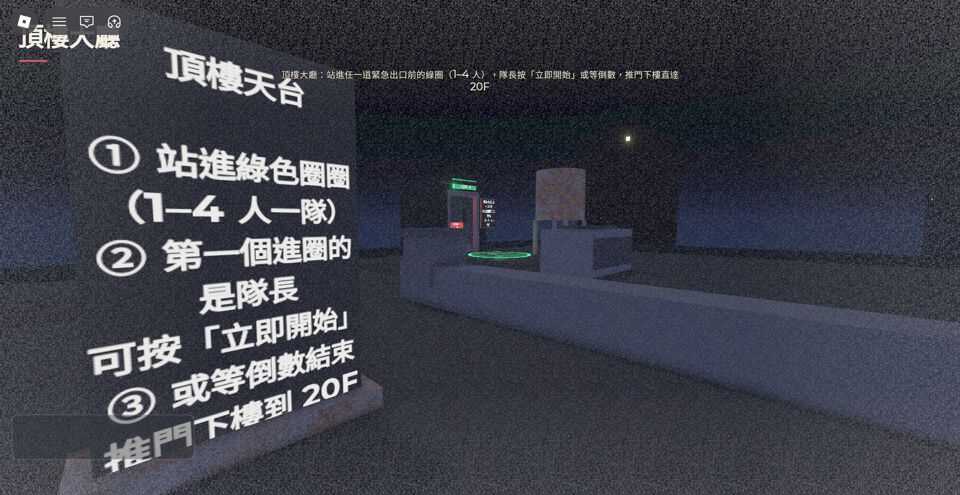 頂樓大廳
頂樓大廳：站進任一道緊急出口前的綠圈（1–4 人），隊長按「立即開始」或等倒數，推門下樓直達
20F
頂樓天台
① 站進綠色圈圈
（1–4 人一隊）
② 第一個進圈的
是隊長
可按「立即開始」
③ 或等倒數結束
推門下樓到 20F